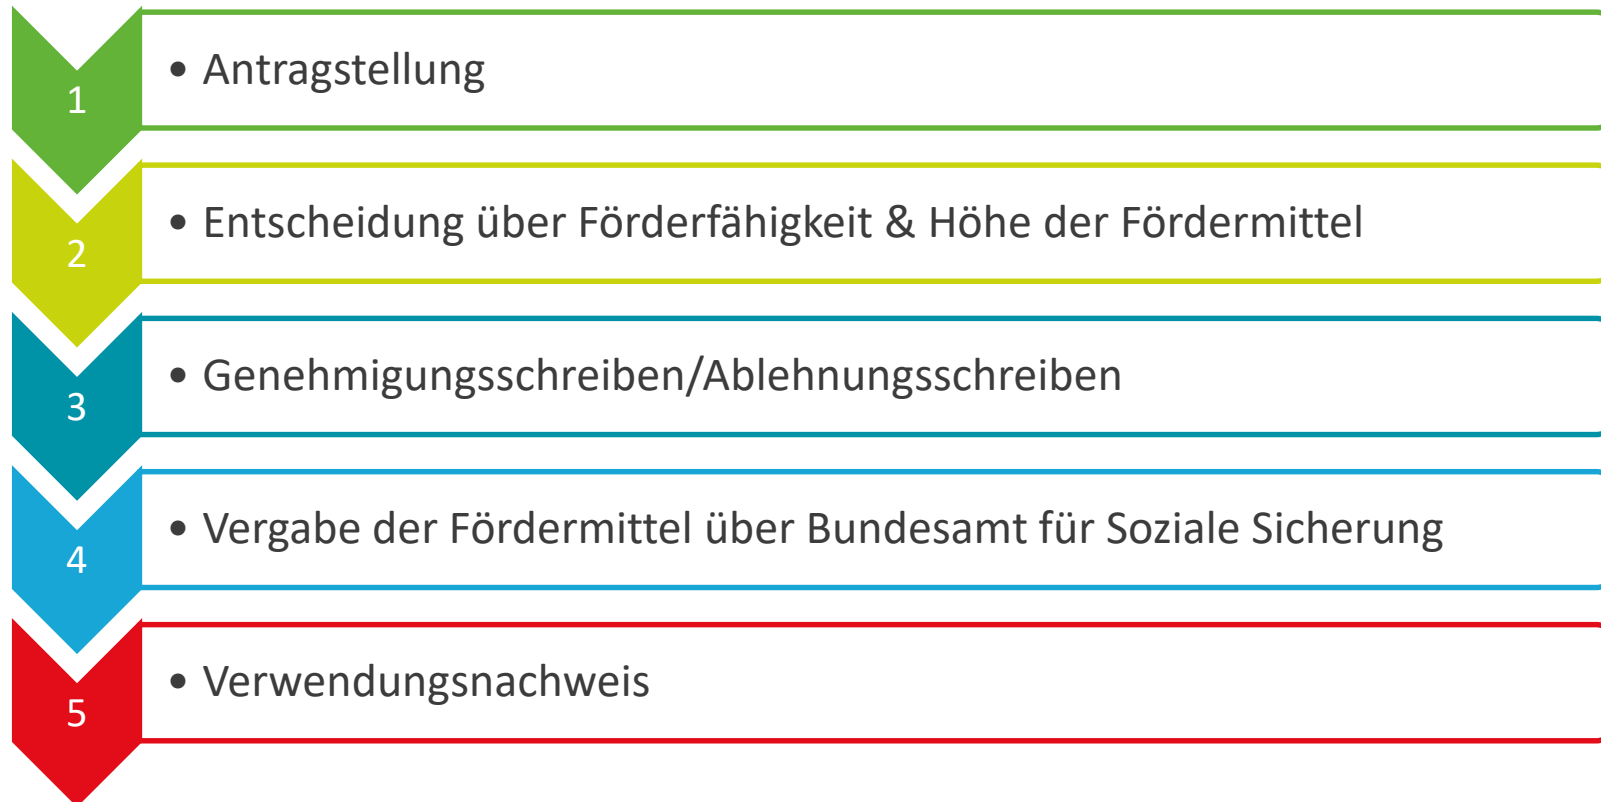 1
• Antragstellung
2
• Entscheidung über Förderfähigkeit & Höhe der Fördermittel
3
• Genehmigungsschreiben/Ablehnungsschreiben
4
• Vergabe der Fördermittel über Bundesamt für Soziale Sicherung
5
• Verwendungsnachweis